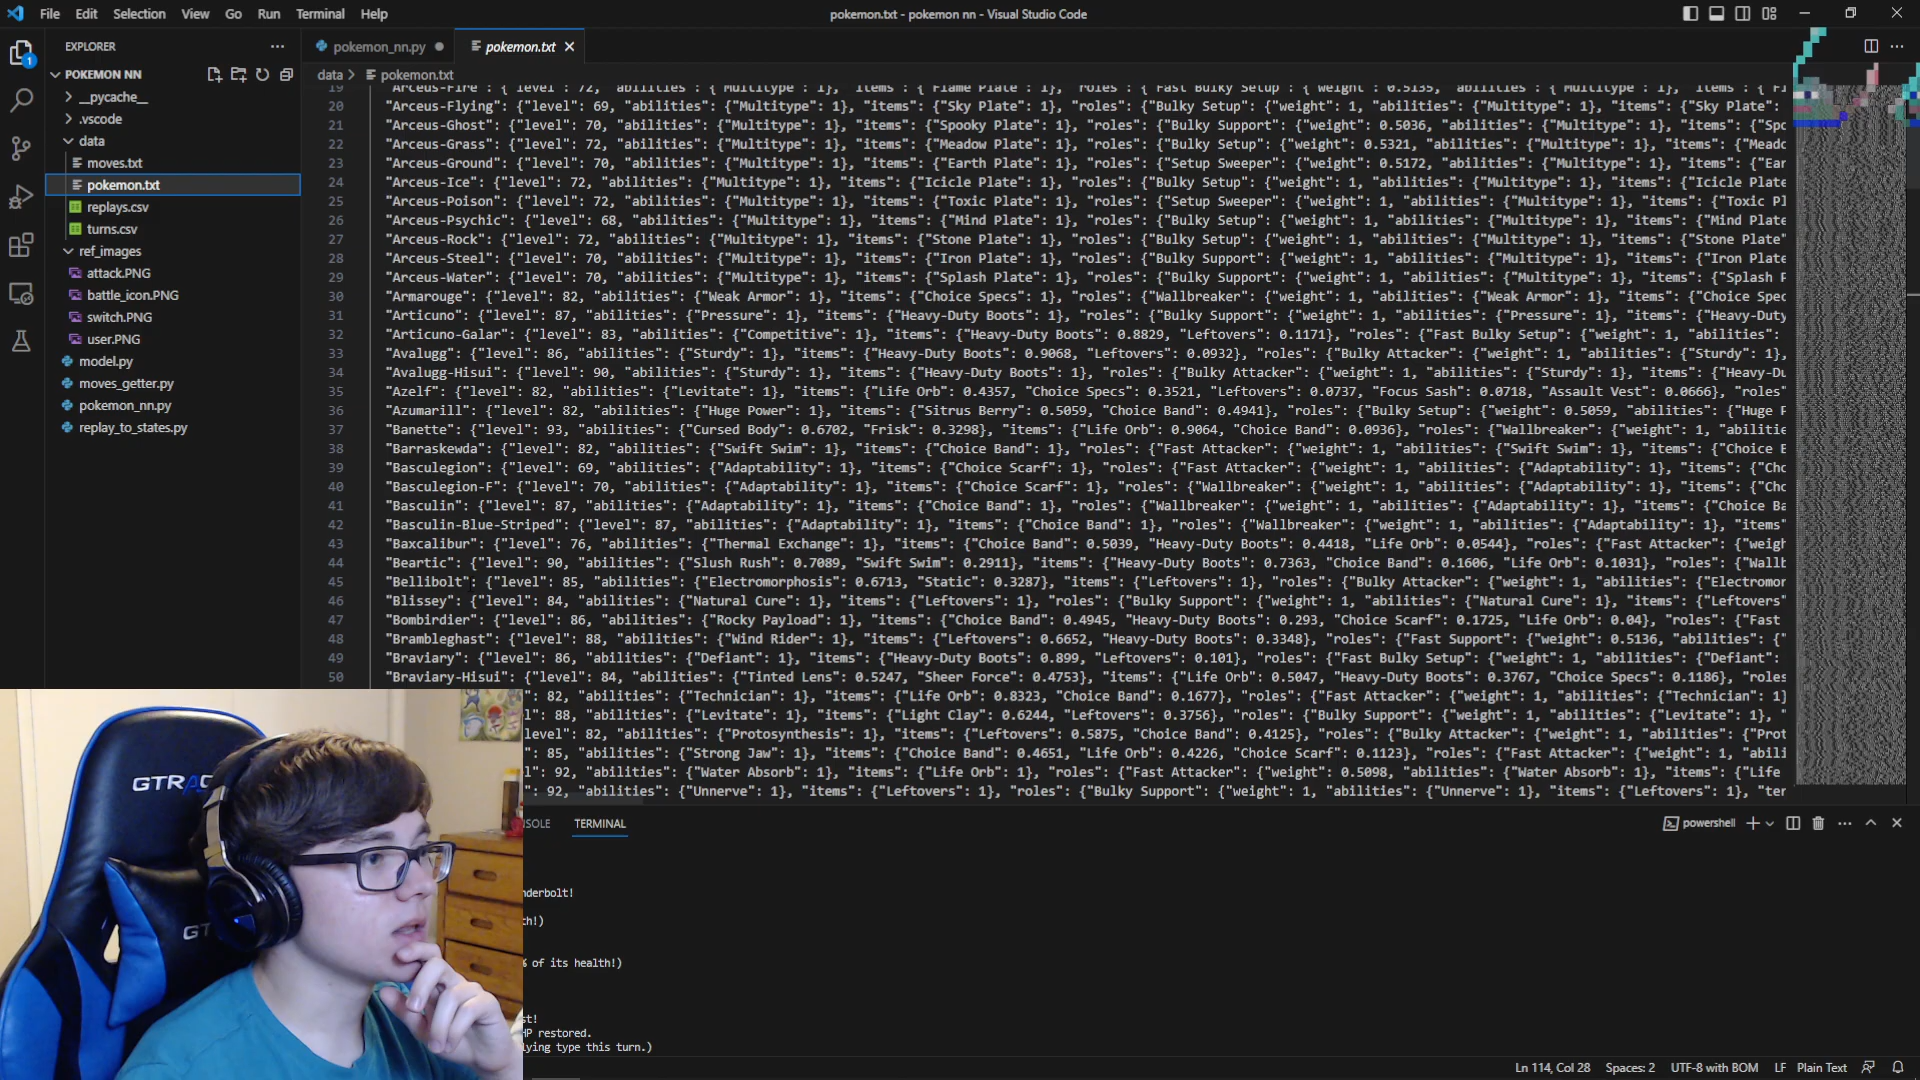 File Edit Selection View Go Run Terminal Help
pokemon.txt - pokemon nn - Visual Studio Code
EXPLORER
POKEMON NN
__pycache__
.vscode
data
moves.txt
pokemon.txt
replays.csv
turns.csv
ref_images
attack.PNG
battle_icon.PNG
switch.PNG
user.PNG
model.py
moves_getter.py
pokemon_nn.py
replay_to_states.py
1
pokemon_nn.py
pokemon.txt
data > pokemon.txt
19 "Arceus-Fire": {"level": 72, "abilities": {"Multitype": 1}, "items": {"Flame Plate": 1}, "roles": {"Fast Bulky Setup": {"weight": 0.5135, "abilities": {"Multitype": 1}, "items": {"Fl
20 "Arceus-Flying": {"level": 69, "abilities": {"Multitype": 1}, "items": {"Sky Plate": 1}, "roles": {"Bulky Setup": {"weight": 1, "abilities": {"Multitype": 1}, "items": {"Sky Plate":
21 "Arceus-Ghost": {"level": 70, "abilities": {"Multitype": 1}, "items": {"Spooky Plate": 1}, "roles": {"Bulky Support": {"weight": 0.5036, "abilities": {"Multitype": 1}, "items": {"Spo
22 "Arceus-Grass": {"level": 72, "abilities": {"Multitype": 1}, "items": {"Meadow Plate": 1}, "roles": {"Bulky Setup": {"weight": 0.5321, "abilities": {"Multitype": 1}, "items": {"Meado
23 "Arceus-Ground": {"level": 70, "abilities": {"Multitype": 1}, "items": {"Earth Plate": 1}, "roles": {"Setup Sweeper": {"weight": 0.5172, "abilities": {"Multitype": 1}, "items": {"Ear
24 "Arceus-Ice": {"level": 72, "abilities": {"Multitype": 1}, "items": {"Icicle Plate": 1}, "roles": {"Bulky Setup": {"weight": 1, "abilities": {"Multitype": 1}, "items": {"Icicle Plate
25 "Arceus-Poison": {"level": 72, "abilities": {"Multitype": 1}, "items": {"Toxic Plate": 1}, "roles": {"Setup Sweeper": {"weight": 1, "abilities": {"Multitype": 1}, "items": {"Toxic Pl
26 "Arceus-Psychic": {"level": 68, "abilities": {"Multitype": 1}, "items": {"Mind Plate": 1}, "roles": {"Bulky Setup": {"weight": 1, "abilities": {"Multitype": 1}, "items": {"Mind Plate
27 "Arceus-Rock": {"level": 72, "abilities": {"Multitype": 1}, "items": {"Stone Plate": 1}, "roles": {"Bulky Setup": {"weight": 1, "abilities": {"Multitype": 1}, "items": {"Stone Plate"
28 "Arceus-Steel": {"level": 70, "abilities": {"Multitype": 1}, "items": {"Iron Plate": 1}, "roles": {"Bulky Support": {"weight": 1, "abilities": {"Multitype": 1}, "items": {"Iron Plate
29 "Arceus-Water": {"level": 70, "abilities": {"Multitype": 1}, "items": {"Splash Plate": 1}, "roles": {"Bulky Support": {"weight": 1, "abilities": {"Multitype": 1}, "items": {"Splash P
30 "Armarouge": {"level": 82, "abilities": {"Weak Armor": 1}, "items": {"Choice Specs": 1}, "roles": {"Wallbreaker": {"weight": 1, "abilities": {"Weak Armor": 1}, "items": {"Choice Spec
31 "Articuno": {"level": 87, "abilities": {"Pressure": 1}, "items": {"Heavy-Duty Boots": 1}, "roles": {"Bulky Support": {"weight": 1, "abilities": {"Pressure": 1}, "items": {"Heavy-Duty
32 "Articuno-Galar": {"level": 83, "abilities": {"Competitive": 1}, "items": {"Heavy-Duty Boots": 0.8829, "Leftovers": 0.1171}, "roles": {"Fast Bulky Setup": {"weight": 1, "abilities":
33 "Avalugg": {"level": 86, "abilities": {"Sturdy": 1}, "items": {"Heavy-Duty Boots": 0.9068, "Leftovers": 0.0932}, "roles": {"Bulky Attacker": {"weight": 1, "abilities": {"Sturdy": 1},
34 "Avalugg-Hisui": {"level": 90, "abilities": {"Sturdy": 1}, "items": {"Heavy-Duty Boots": 1}, "roles": {"Bulky Attacker": {"weight": 1, "abilities": {"Sturdy": 1}, "items": {"Heavy-Du
35 "Azelf": {"level": 82, "abilities": {"Levitate": 1}, "items": {"Life Orb": 0.4357, "Choice Specs": 0.3521, "Leftovers": 0.0737, "Focus Sash": 0.0718, "Assault Vest": 0.0666}, "roles"
36 "Azumarill": {"level": 82, "abilities": {"Huge Power": 1}, "items": {"Sitrus Berry": 0.5059, "Choice Band": 0.4941}, "roles": {"Bulky Setup": {"weight": 0.5059, "abilities": {"Huge P
37 "Banette": {"level": 93, "abilities": {"Cursed Body": 0.6702, "Frisk": 0.3298}, "items": {"Life Orb": 0.9064, "Choice Band": 0.0936}, "roles": {"Wallbreaker": {"weight": 1, "abilitie
38 "Barraskewda": {"level": 82, "abilities": {"Swift Swim": 1}, "items": {"Choice Band": 1}, "roles": {"Fast Attacker": {"weight": 1, "abilities": {"Swift Swim": 1}, "items": {"Choice B
39 "Basculegion": {"level": 69, "abilities": {"Adaptability": 1}, "items": {"Choice Scarf": 1}, "roles": {"Fast Attacker": {"weight": 1, "abilities": {"Adaptability": 1}, "items": {"Cho
40 "Basculegion-F": {"level": 70, "abilities": {"Adaptability": 1}, "items": {"Choice Scarf": 1}, "roles": {"Wallbreaker": {"weight": 1, "abilities": {"Adaptability": 1}, "items": {"Cho
41 "Basculin": {"level": 87, "abilities": {"Adaptability": 1}, "items": {"Choice Band": 1}, "roles": {"Wallbreaker": {"weight": 1, "abilities": {"Adaptability": 1}, "items": {"Choice Ba
42 "Basculin-Blue-Striped": {"level": 87, "abilities": {"Adaptability": 1}, "items": {"Choice Band": 1}, "roles": {"Wallbreaker": {"weight": 1, "abilities": {"Adaptability": 1}, "items"
43 "Baxcalibur": {"level": 76, "abilities": {"Thermal Exchange": 1}, "items": {"Choice Band": 0.5039, "Heavy-Duty Boots": 0.4418, "Life Orb": 0.0544}, "roles": {"Fast Attacker": {"weigh
44 "Beartic": {"level": 90, "abilities": {"Slush Rush": 0.7089, "Swift Swim": 0.2911}, "items": {"Heavy-Duty Boots": 0.7363, "Choice Band": 0.1606, "Life Orb": 0.1031}, "roles": {"Wallb
45 "Bellibolt": {"level": 85, "abilities": {"Electromorphosis": 0.6713, "Static": 0.3287}, "items": {"Leftovers": 1}, "roles": {"Bulky Attacker": {"weight": 1, "abilities": {"Electromor
46 "Blissey": {"level": 84, "abilities": {"Natural Cure": 1}, "items": {"Leftovers": 1}, "roles": {"Bulky Support": {"weight": 1, "abilities": {"Natural Cure": 1}, "items": {"Leftovers"
47 "Bombirdier": {"level": 86, "abilities": {"Rocky Payload": 1}, "items": {"Choice Band": 0.4945, "Heavy-Duty Boots": 0.293, "Choice Scarf": 0.1725, "Life Orb": 0.04}, "roles": {"Fast
48 "Brambleghast": {"level": 88, "abilities": {"Wind Rider": 1}, "items": {"Leftovers": 0.6652, "Heavy-Duty Boots": 0.3348}, "roles": {"Fast Support": {"weight": 0.5136, "abilities": {"
49 "Braviary": {"level": 86, "abilities": {"Defiant": 1}, "items": {"Heavy-Duty Boots": 0.899, "Leftovers": 0.101}, "roles": {"Fast Bulky Setup": {"weight": 1, "abilities": {"Defiant":
50 "Braviary-Hisui": {"level": 84, "abilities": {"Tinted Lens": 0.5247, "Sheer Force": 0.4753}, "items": {"Life Orb": 0.5047, "Heavy-Duty Boots": 0.3767, "Choice Specs": 0.1186}, "roles
": 82, "abilities": {"Technician": 1}, "items": {"Life Orb": 0.8323, "Choice Band": 0.1677}, "roles": {"Fast Attacker": {"weight": 1, "abilities": {"Technician": 1}
l": 88, "abilities": {"Levitate": 1}, "items": {"Light Clay": 0.6244, "Leftovers": 0.3756}, "roles": {"Bulky Support": {"weight": 1, "abilities": {"Levitate": 1}, "
level": 82, "abilities": {"Protosynthesis": 1}, "items": {"Leftovers": 0.5875, "Choice Band": 0.4125}, "roles": {"Bulky Attacker": {"weight": 1, "abilities": {"Prot
": 85, "abilities": {"Strong Jaw": 1}, "items": {"Choice Band": 0.4651, "Life Orb": 0.4226, "Choice Scarf": 0.1123}, "roles": {"Fast Attacker": {"weight": 1, "abili
l": 92, "abilities": {"Water Absorb": 1}, "items": {"Life Orb": 1}, "roles": {"Fast Attacker": {"weight": 0.5098, "abilities": {"Water Absorb": 1}, "items": {"Life
": 92, "abilities": {"Unnerve": 1}, "items": {"Leftovers": 1}, "roles": {"Bulky Support": {"weight": 1, "abilities": {"Unnerve": 1}, "items": {"Leftovers": 1}, "ter
SOLE TERMINAL
powershell
nderbolt!
th!)
% of its health!)
st!
HP restored.
lying type this turn.)
GTRAC
GT
Ln 114, Col 28 Spaces: 2 UTF-8 with BOM LF Plain Text